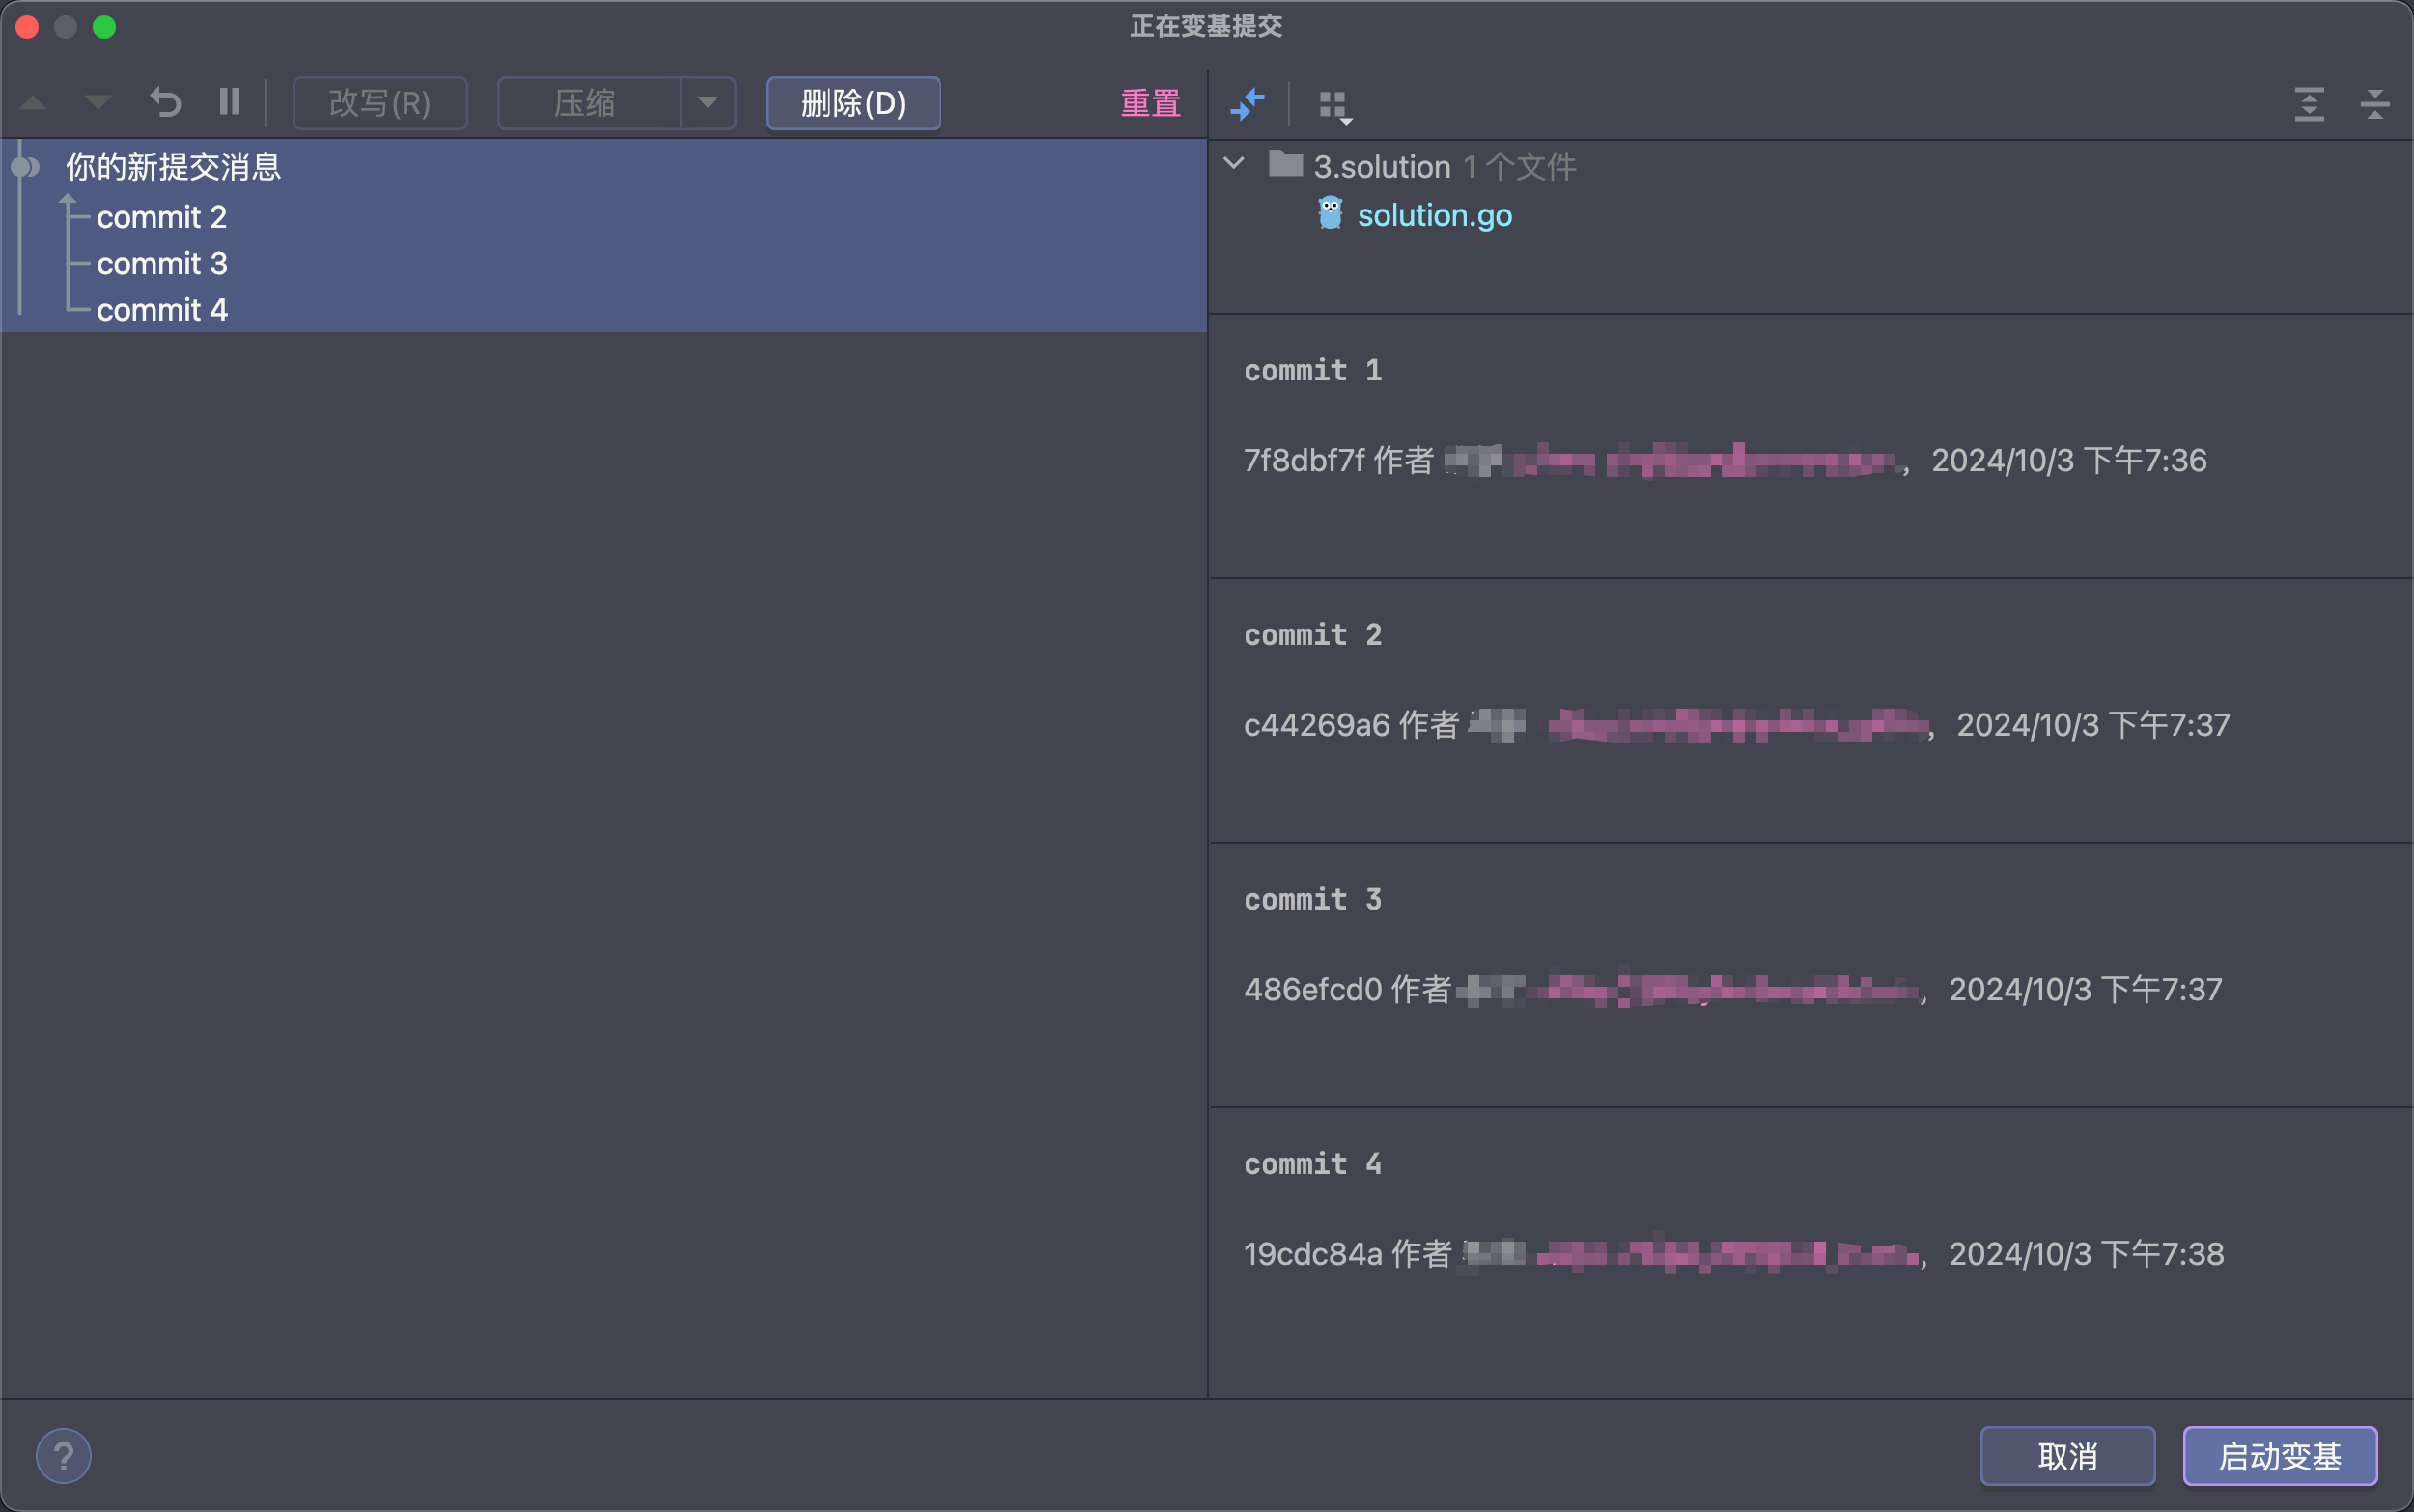 正在变基提交
改写(R) 压缩 删除(D) 重置
你的新提交消息
commit 2
commit 3
commit 4
3.solution 1 个文件
solution.go
commit 1
7f8dbf7f 作者 , 2024/10/3 下午7:36
commit 2
c44269a6 作者 , 2024/10/3 下午7:37
commit 3
486efcd0 作者 , 2024/10/3 下午7:37
commit 4
19cdc84a 作者 , 2024/10/3 下午7:38
? 取消 启动变基